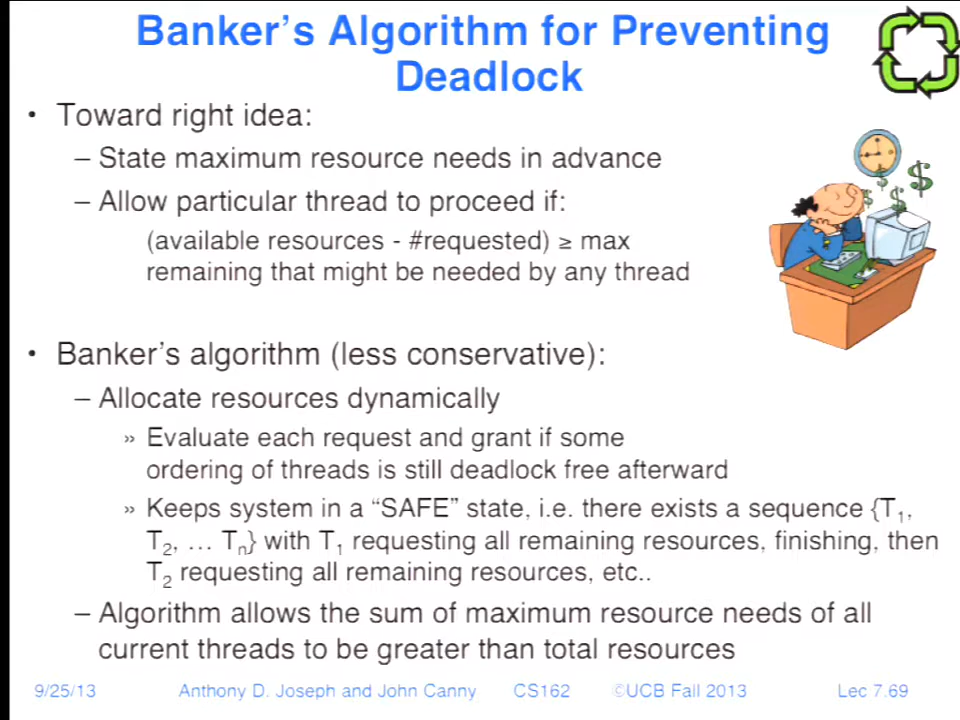 Banker's Algorithm for Preventing
Deadlock
• Toward right idea:
– State maximum resource needs in advance
– Allow particular thread to proceed if:
(available resources - #requested) ≥ max
remaining that might be needed by any thread
• Banker's algorithm (less conservative):
– Allocate resources dynamically
» Evaluate each request and grant if some
ordering of threads is still deadlock free afterward
» Keeps system in a "SAFE" state, i.e. there exists a sequence {T₁,
T₂, … Tₙ} with T₁ requesting all remaining resources, finishing, then
T₂ requesting all remaining resources, etc..
– Algorithm allows the sum of maximum resource needs of all
current threads to be greater than total resources
9/25/13 Anthony D. Joseph and John Canny CS162 ©UCB Fall 2013 Lec 7.69